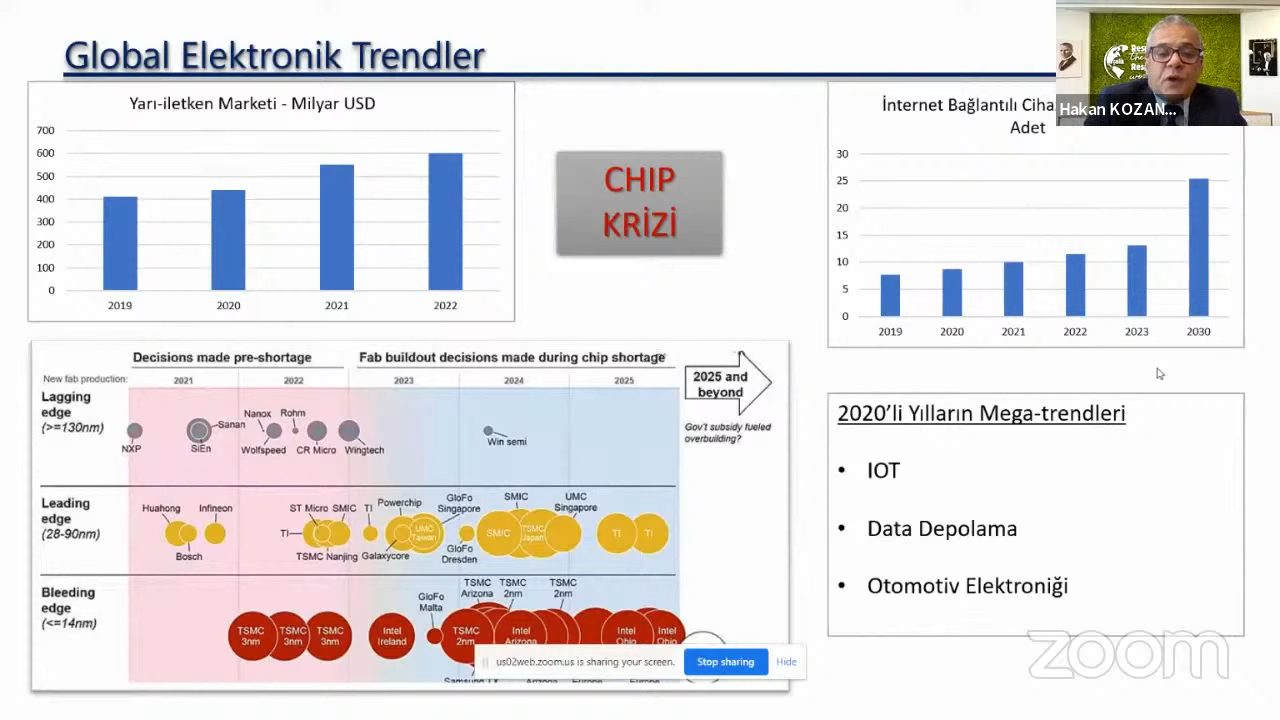 Global Elektronik Trendler
Yarı-iletken Marketi - Milyar USD
700
600
500
400
300
200
100
0
2019 2020 2021 2022
CHIP
KRİZİ
İnternet Bağlantılı
Adet
30
25
20
15
10
5
0
2019 2020 2021 2022 2023 2030
Hakan KOZAN...
Decisions made pre-shortage
Fab buildout decisions made during chip shortage
2025 and
beyond
New fab production:
2021 2022 2023 2024 2025
Gov't subsidy fueled
overbuilding?
Lagging
edge
(>=130nm)
NXP
SiEn
Sanan
Nanox
Wolfspeed
Rohm
CR Micro
Wingtech
Win semi
Leading
edge
(28-90nm)
Huahong
Bosch
Infineon
TI
ST Micro
TSMC Nanjing
SMIC
TI
Galaxycore
Powerchip
UMC
Taiwan
GloFo
Singapore
GloFo
Dresden
SMIC
SMIC
TSMC
Japan
UMC
Singapore
TI
TI
Bleeding
edge
(<=14nm)
TSMC
3nm
TSMC
3nm
TSMC
3nm
Intel
Ireland
GloFo
Malta
TSMC
2nm
TSMC
Arizona
TSMC
2nm
Intel
Arizona
TSMC
2nm
Intel
Ohio
Intel
Ohio
us02web.zoom.us is sharing your screen.
Stop sharing
Hide
2020'li Yılların Mega-trendleri
• IOT
• Data Depolama
• Otomotiv Elektroniği
zoom